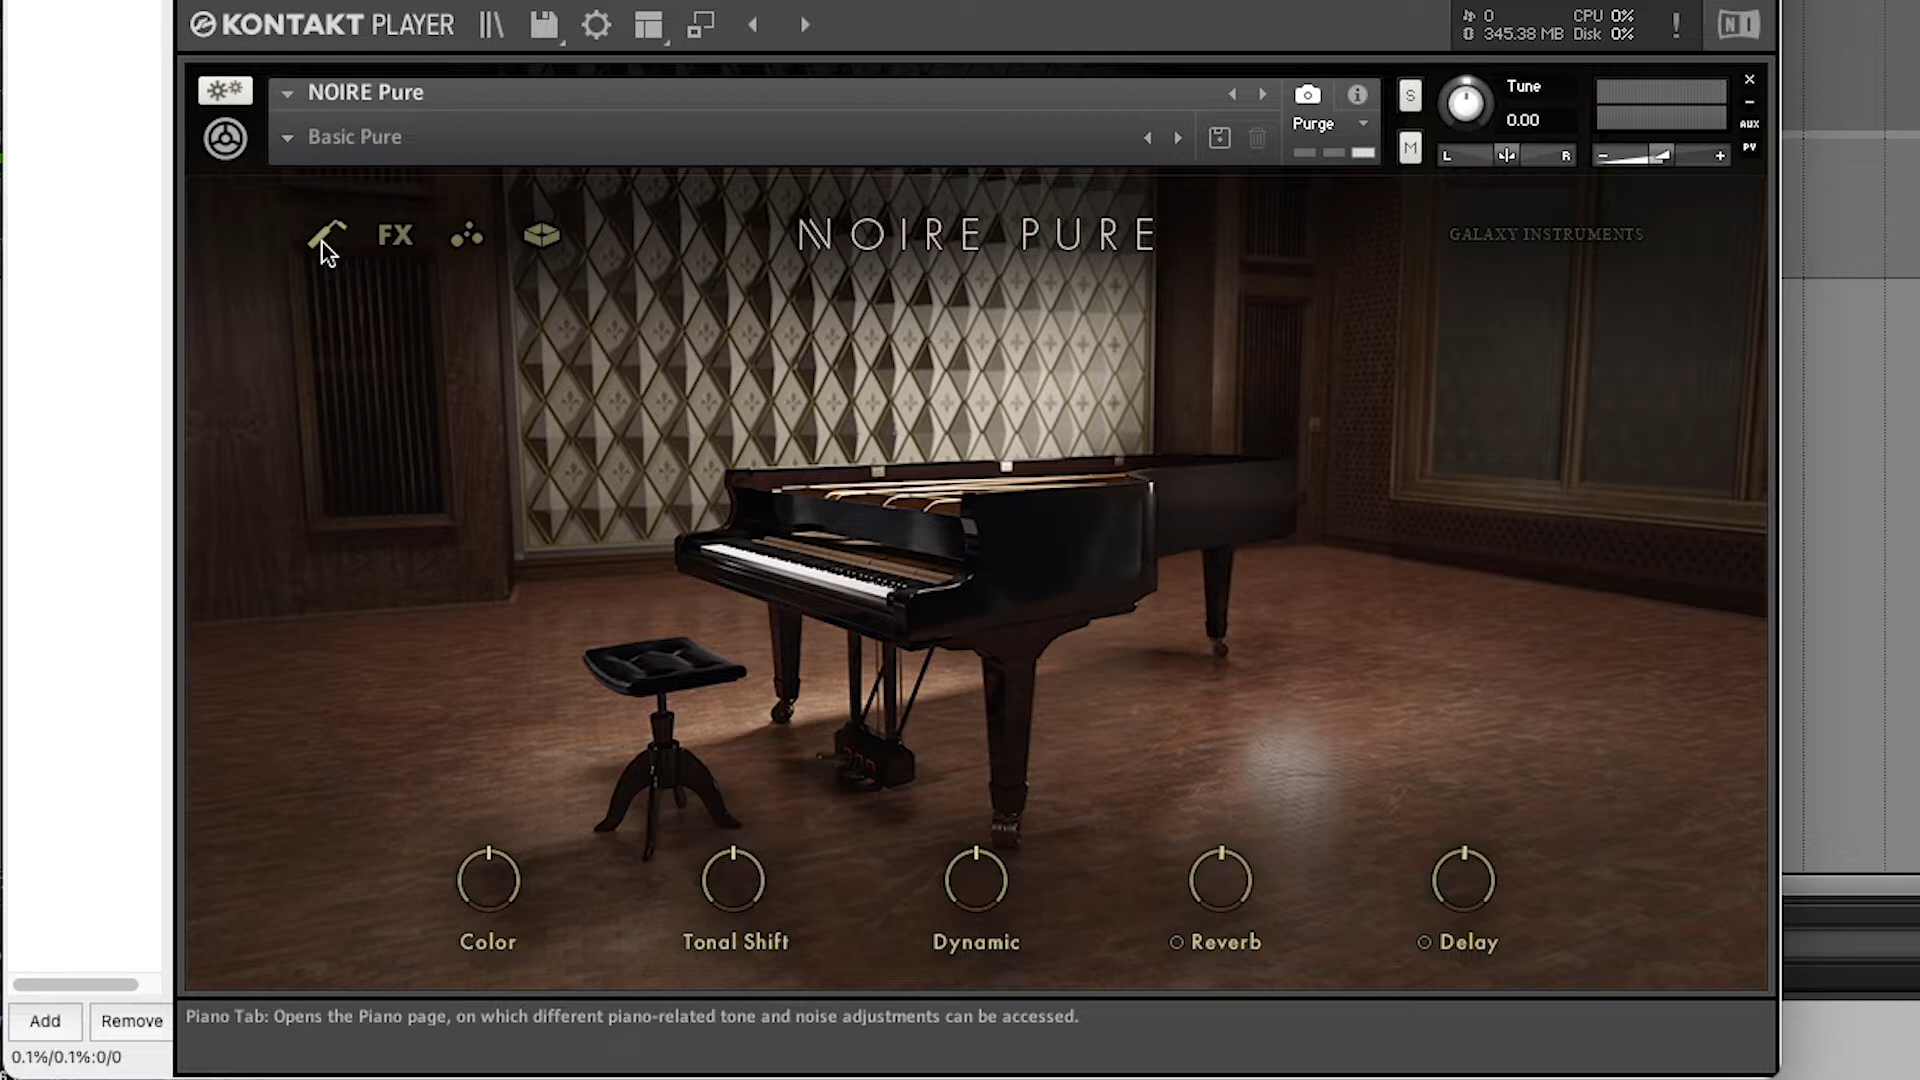 KONTAKT PLAYER
0
345.38 MB
CPU 0%
Disk 0%
!
NI
NOIRE Pure
Basic Pure
Purge
S
M
Tune
0.00
L
R
AUX
PV
FX
NOIRE PURE
GALAXY INSTRUMENTS
Color
Tonal Shift
Dynamic
Reverb
Delay
Add
Remove
0.1%/0.1%:0/0
Piano Tab: Opens the Piano page, on which different piano-related tone and noise adjustments can be accessed.